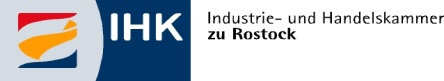 IHK
Industrie- und Handelskammer
zu Rostock